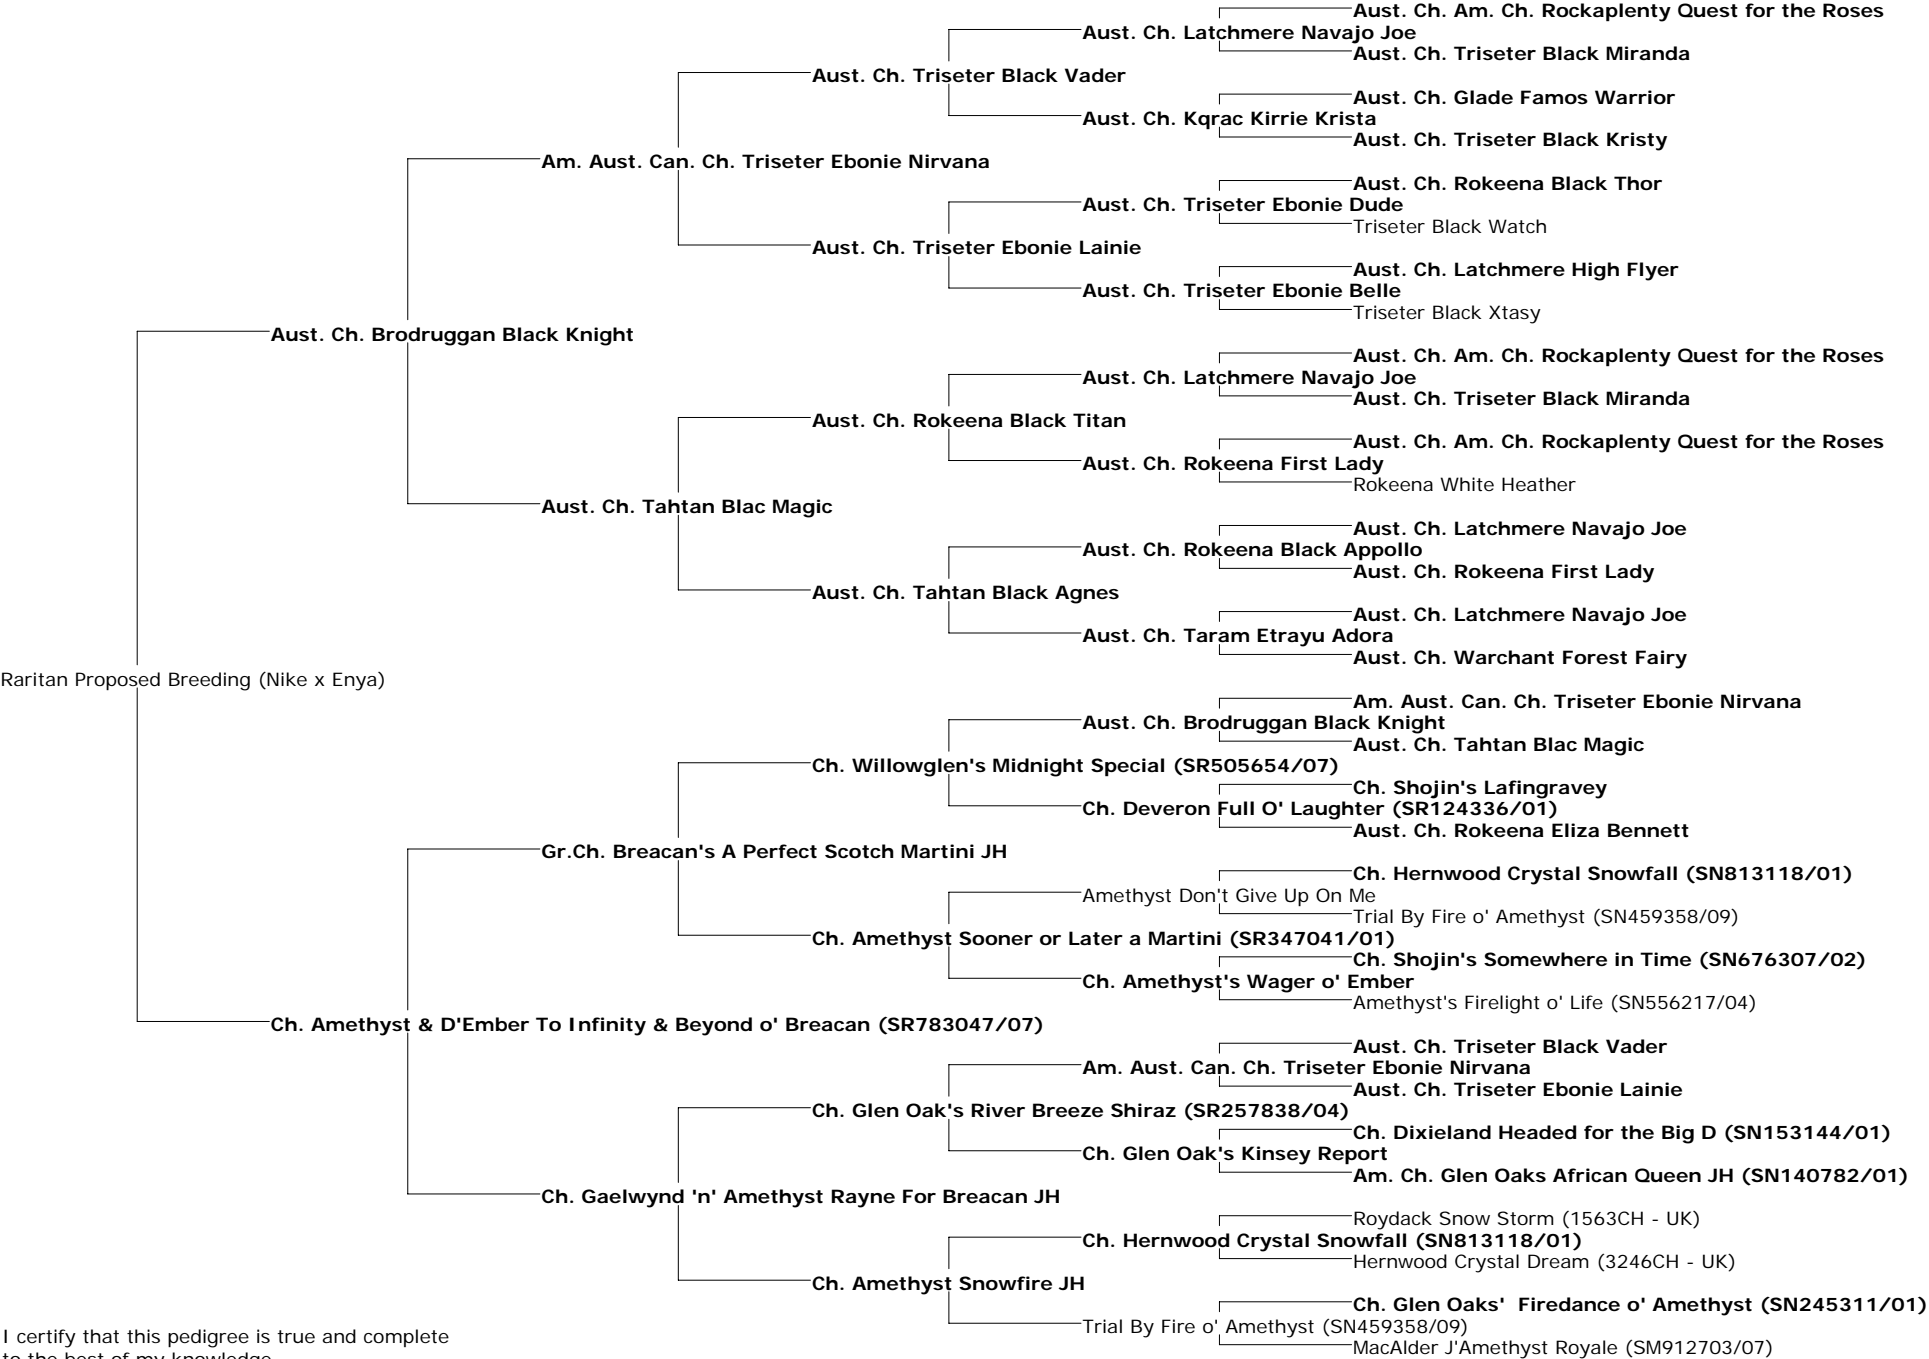 Aust. Ch. Am. Ch. Rockaplenty Quest for the Roses
Aust. Ch. Latchmere Navajo Joe
Aust. Ch. Triseter Black Miranda
Aust. Ch. Triseter Black Vader
Aust. Ch. Glade Famos Warrior
Aust. Ch. Kqrac Kirrie Krista
Aust. Ch. Triseter Black Kristy
Am. Aust. Can. Ch. Triseter Ebonie Nirvana
Aust. Ch. Rokeena Black Thor
Aust. Ch. Triseter Ebonie Dude
Triseter Black Watch
Aust. Ch. Triseter Ebonie Lainie
Aust. Ch. Latchmere High Flyer
Aust. Ch. Triseter Ebonie Belle
Triseter Black Xtasy
Aust. Ch. Brodruggan Black Knight
Aust. Ch. Am. Ch. Rockaplenty Quest for the Roses
Aust. Ch. Latchmere Navajo Joe
Aust. Ch. Triseter Black Miranda
Aust. Ch. Rokeena Black Titan
Aust. Ch. Am. Ch. Rockaplenty Quest for the Roses
Aust. Ch. Rokeena First Lady
Rokeena White Heather
Aust. Ch. Tahtan Blac Magic
Aust. Ch. Latchmere Navajo Joe
Aust. Ch. Rokeena Black Appollo
Aust. Ch. Rokeena First Lady
Aust. Ch. Tahtan Black Agnes
Aust. Ch. Latchmere Navajo Joe
Aust. Ch. Taram Etrayu Adora
Aust. Ch. Warchant Forest Fairy
Raritan Proposed Breeding (Nike x Enya)
Am. Aust. Can. Ch. Triseter Ebonie Nirvana
Aust. Ch. Brodruggan Black Knight
Aust. Ch. Tahtan Blac Magic
Ch. Willowglen's Midnight Special (SR505654/07)
Ch. Shojin's Lafingravey
Ch. Deveron Full O' Laughter (SR124336/01)
Aust. Ch. Rokeena Eliza Bennett
Gr.Ch. Breacan's A Perfect Scotch Martini JH
Ch. Hernwood Crystal Snowfall (SN813118/01)
Amethyst Don't Give Up On Me
Trial By Fire o' Amethyst (SN459358/09)
Ch. Amethyst Sooner or Later a Martini (SR347041/01)
Ch. Shojin's Somewhere in Time (SN676307/02)
Ch. Amethyst's Wager o' Ember
Amethyst's Firelight o' Life (SN556217/04)
Ch. Amethyst & D'Ember To Infinity & Beyond o' Breacan (SR783047/07)
Aust. Ch. Triseter Black Vader
Am. Aust. Can. Ch. Triseter Ebonie Nirvana
Aust. Ch. Triseter Ebonie Lainie
Ch. Glen Oak's River Breeze Shiraz (SR257838/04)
Ch. Dixieland Headed for the Big D (SN153144/01)
Ch. Glen Oak's Kinsey Report
Am. Ch. Glen Oaks African Queen JH (SN140782/01)
Ch. Gaelwynd 'n' Amethyst Rayne For Breacan JH
Roydack Snow Storm (1563CH - UK)
Ch. Hernwood Crystal Snowfall (SN813118/01)
Hernwood Crystal Dream (3246CH - UK)
Ch. Amethyst Snowfire JH
Ch. Glen Oaks'  Firedance o' Amethyst (SN245311/01)
Trial By Fire o' Amethyst (SN459358/09)
MacAlder J'Amethyst Royale (SM912703/07)
I certify that this pedigree is true and complete
to the best of my knowledge